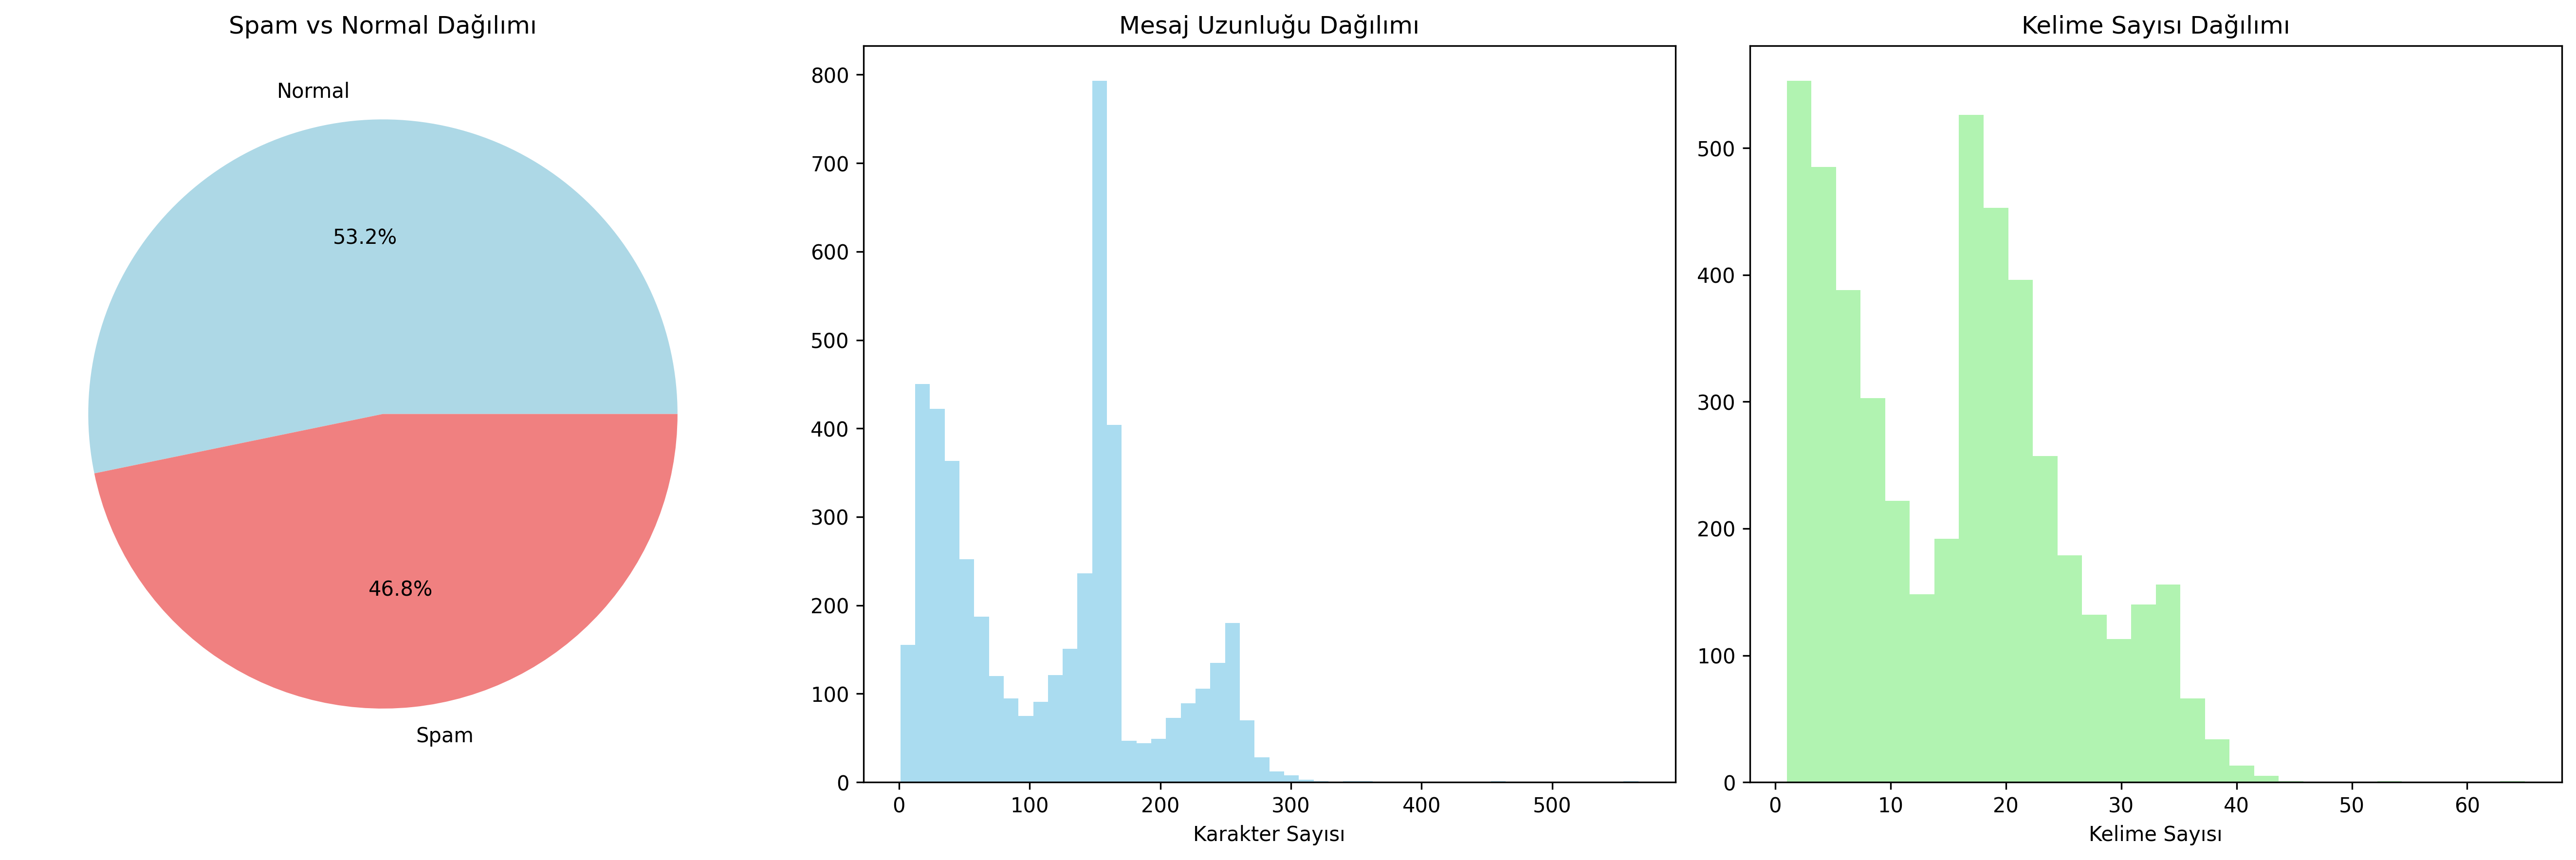 Spam vs Normal Dağılımı
Normal
53.2%
46.8%
Spam
Mesaj Uzunluğu Dağılımı
800
700
600
500
400
300
200
100
0
0 100 200 300 400 500
Karakter Sayısı
Kelime Sayısı Dağılımı
500
400
300
200
100
0
0 10 20 30 40 50 60
Kelime Sayısı